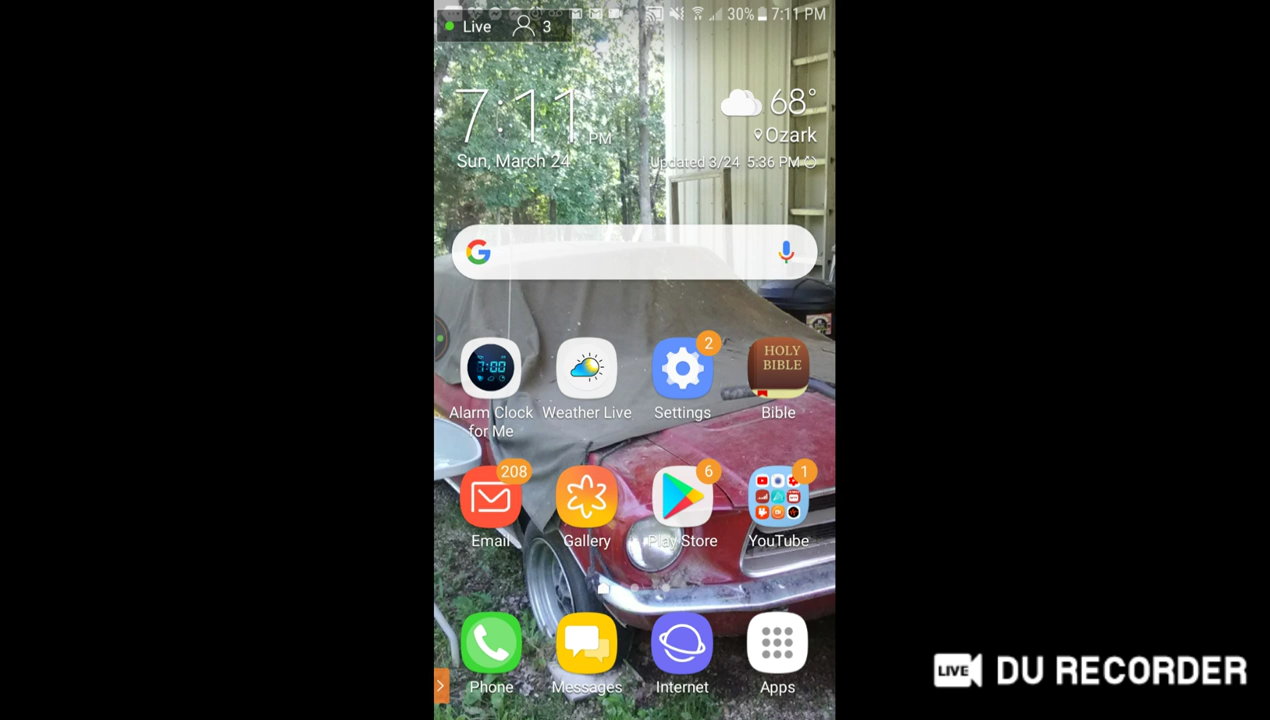 30% 7:11 PM
Live 3
7:11 PM
68°
Ozark
Sun, March 24
Updated 3/24 5:36 PM
G
2
HOLY
BIBLE
7:00
Alarm Clock
for Me
Weather Live
Settings
Bible
208
6
1
Email
Gallery
Play Store
YouTube
Phone
Messages
Internet
Apps
LIVE DU RECORDER